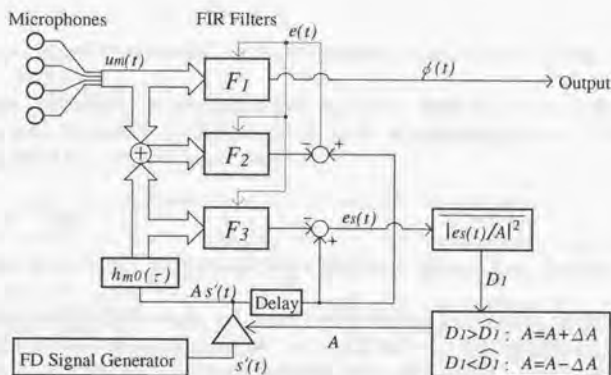 Microphones
FIR Filters
um(t)
e(t)
F1
ϕ(t)
Output
+
F2
−
+
F3
−
+
es(t)
|es(t)/A|²
hm0(τ)
D1
A s'(t)
Delay
A
D1>D̂1 : A=A+ΔA
D1<D̂1 : A=A−ΔA
FD Signal Generator
s'(t)